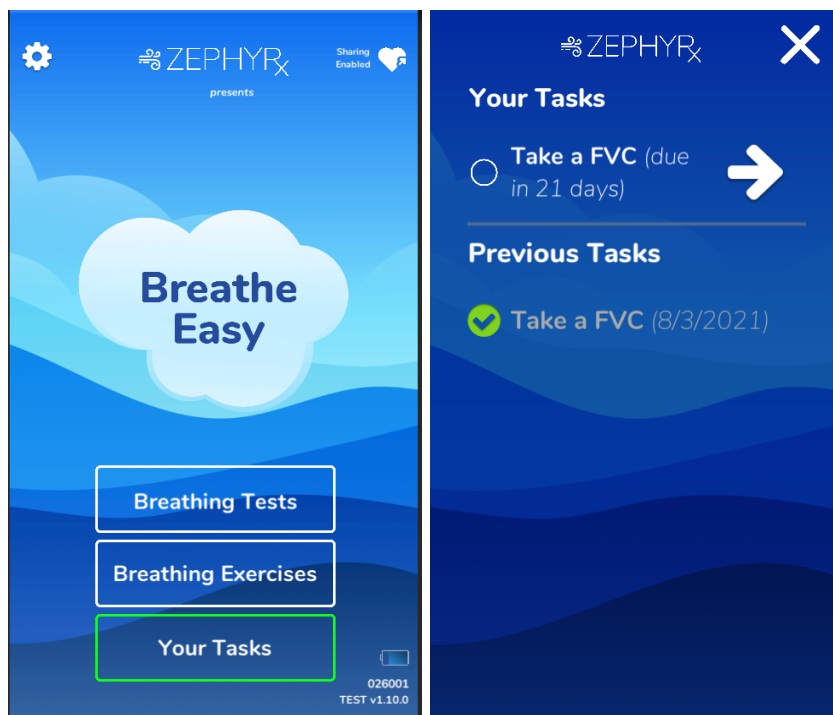 ZEPHYRx
Sharing
Enabled
presents
Breathe
Easy
Breathing Tests
Breathing Exercises
Your Tasks
026001
TEST v1.10.0
ZEPHYRx
Your Tasks
Take a FVC (due
in 21 days)
Previous Tasks
Take a FVC (8/3/2021)